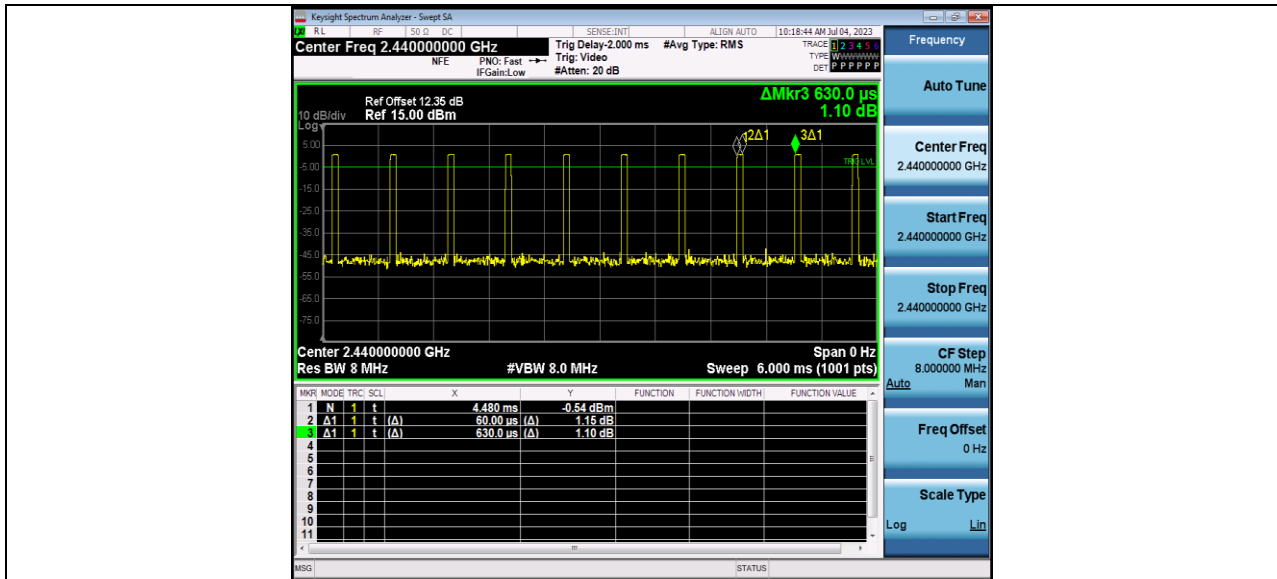 Keysight Spectrum Analyzer - Swept SA
RL RF 50 Ω DC SENSE:INT ALIGN AUTO 10:18:44 AM Jul 04, 2023
Center Freq 2.440000000 GHz
NFE PNO: Fast IFGain:Low
Trig Delay-2.000 ms #Avg Type: RMS
Trig: Video
#Atten: 20 dB
TRACE 1 2 3 4 5 6
TYPE W
DET P P P P P P
ΔMkr3 630.0 µs
1.10 dB
Ref Offset 12.35 dB
10 dB/div Ref 15.00 dBm
Log
5.00
-5.00
-15.0
-25.0
-35.0
-45.0
-55.0
-65.0
-75.0
2Δ1 3Δ1
TRIG LVL
Center 2.440000000 GHz Span 0 Hz
Res BW 8 MHz #VBW 8.0 MHz Sweep 6.000 ms (1001 pts)
MKR MODE TRC SCL X Y FUNCTION FUNCTION WIDTH FUNCTION VALUE
1 N 1 t 4.480 ms -0.54 dBm
2 Δ1 1 t (Δ) 60.00 µs (Δ) 1.15 dB
3 Δ1 1 t (Δ) 630.0 µs (Δ) 1.10 dB
4
5
6
7
8
9
10
11
MSG STATUS
Frequency
Auto Tune
Center Freq
2.440000000 GHz
Start Freq
2.440000000 GHz
Stop Freq
2.440000000 GHz
CF Step
8.000000 MHz
Auto Man
Freq Offset
0 Hz
Scale Type
Log Lin